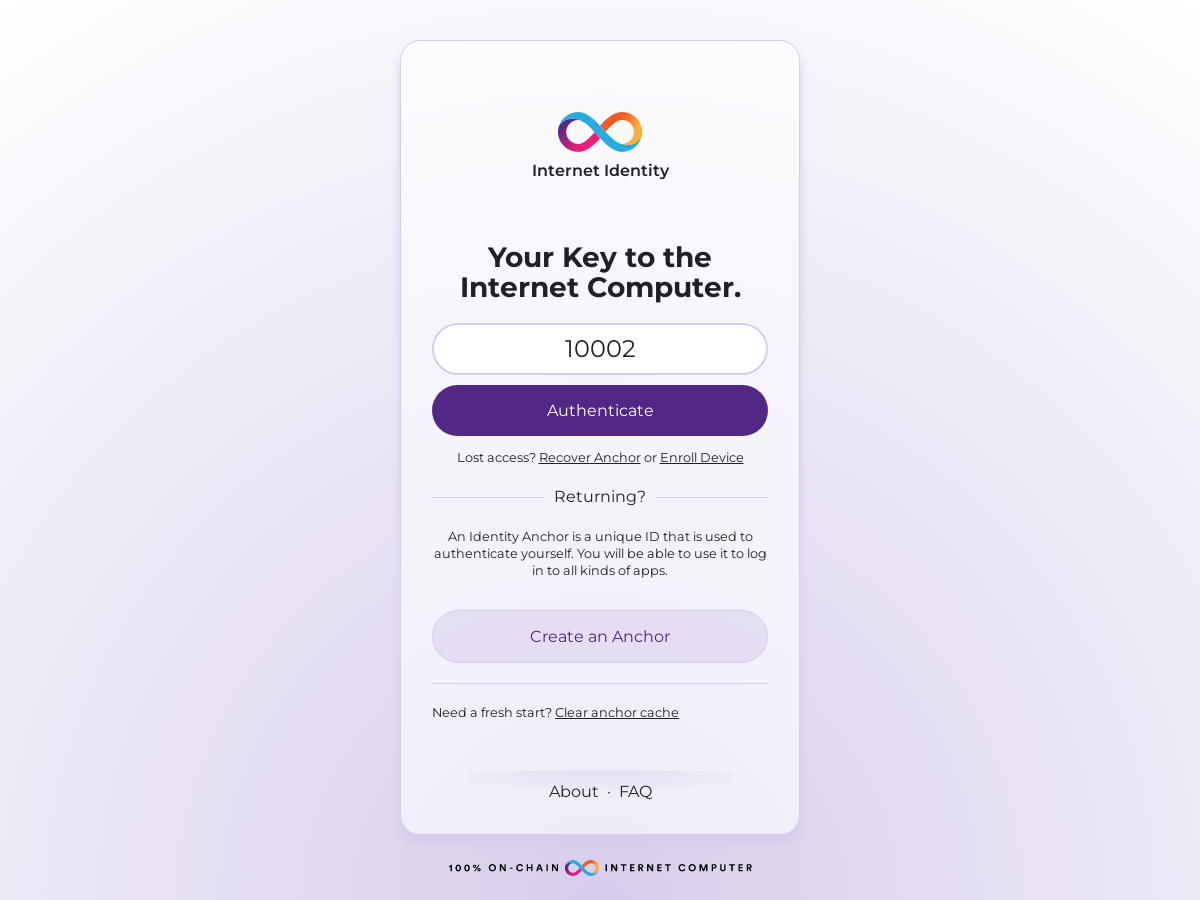 Internet Identity
Your Key to the
Internet Computer.
10002
Authenticate
Lost access? Recover Anchor or Enroll Device
Returning?
An Identity Anchor is a unique ID that is used to
authenticate yourself. You will be able to use it to log
in to all kinds of apps.
Create an Anchor
Need a fresh start? Clear anchor cache
About · FAQ
100% ON-CHAIN INTERNET COMPUTER